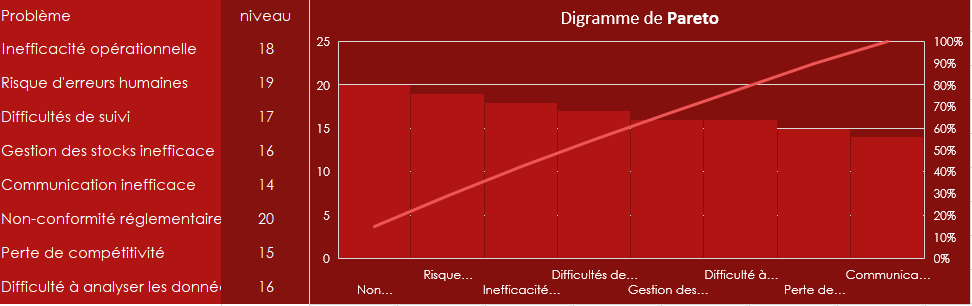 Problème niveau
Inefficacité opérationnelle 18
Risque d'erreurs humaines 19
Difficultés de suivi 17
Gestion des stocks inefficace 16
Communication inefficace 14
Non-conformité réglementaire 20
Perte de compétitivité 15
Difficulté à analyser les donné 16
Digramme de Pareto
25
20
15
10
5
0
100%
90%
80%
70%
60%
50%
40%
30%
20%
10%
0%
Non...
Risque...
Inefficacité...
Difficultés de...
Gestion des...
Difficulté à...
Perte de...
Communica...